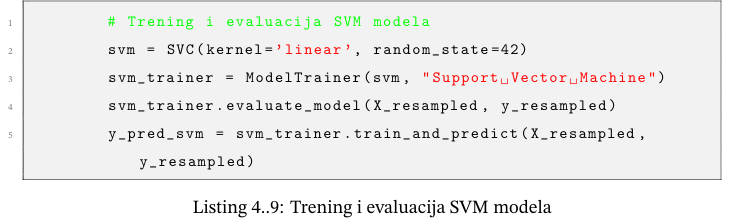 1 # Trening i evaluacija SVM modela
2 svm = SVC(kernel='linear', random_state=42)
3 svm_trainer = ModelTrainer(svm, "Support␣Vector␣Machine")
4 svm_trainer.evaluate_model(X_resampled, y_resampled)
5 y_pred_svm = svm_trainer.train_and_predict(X_resampled,
y_resampled)
Listing 4..9: Trening i evaluacija SVM modela